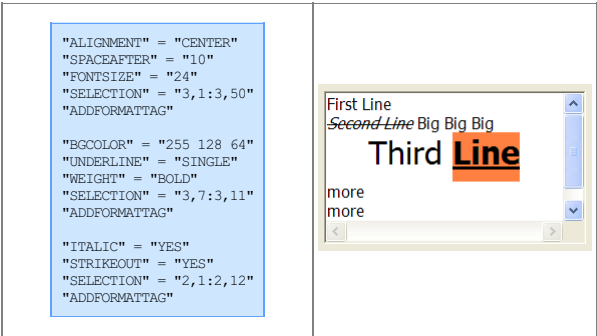 "ALIGNMENT" = "CENTER"
"SPACEAFTER" = "10"
"FONTSIZE" = "24"
"SELECTION" = "3,1:3,50"
"ADDFORMATTAG"
"BGCOLOR" = "255 128 64"
"UNDERLINE" = "SINGLE"
"WEIGHT" = "BOLD"
"SELECTION" = "3,7:3,11"
"ADDFORMATTAG"
"ITALIC" = "YES"
"STRIKEOUT" = "YES"
"SELECTION" = "2,1:2,12"
"ADDFORMATTAG"
First Line
Second Line Big Big Big
Third Line
more
more